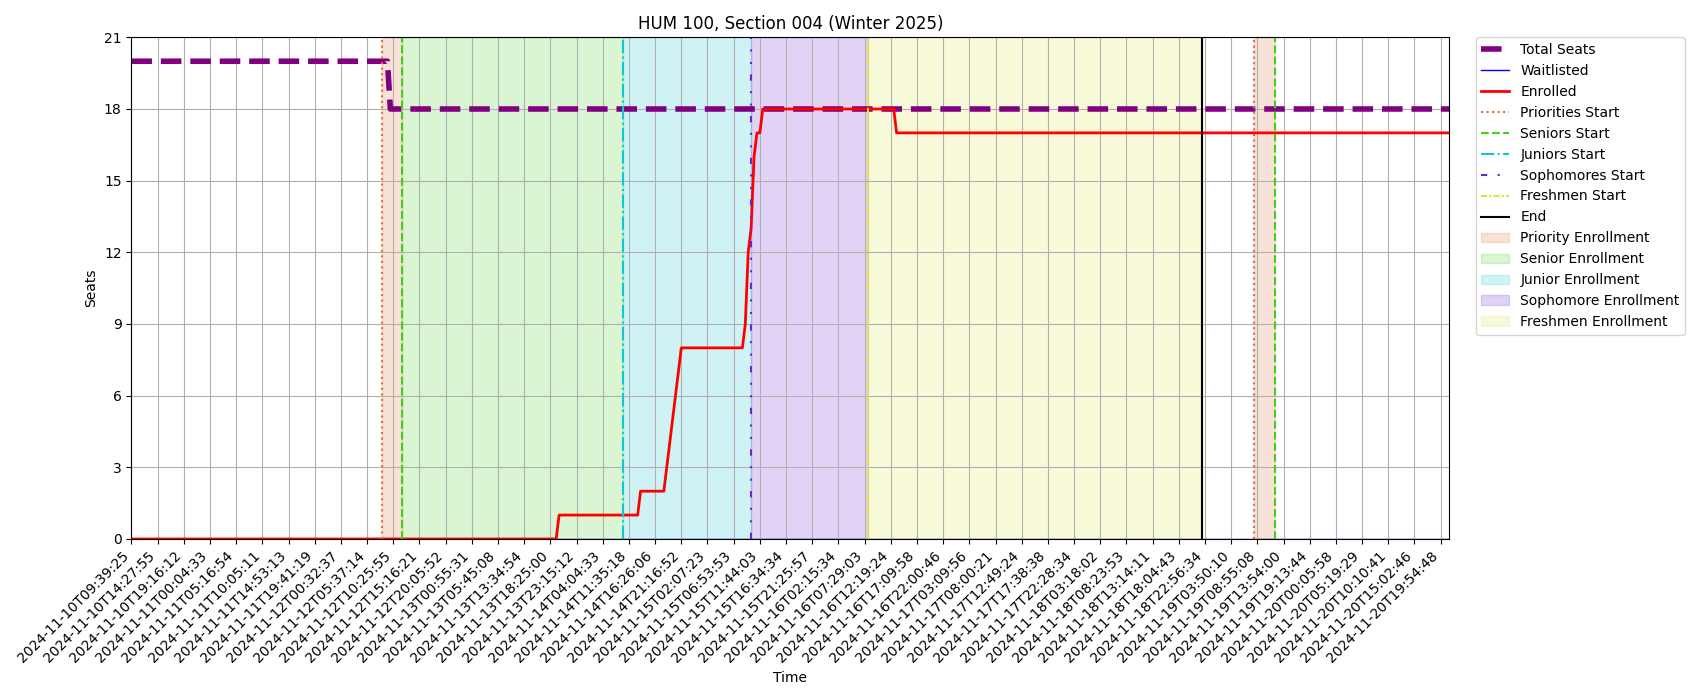 HUM 100, Section 004 (Winter 2025)
21
18
15
12
9
6
3
0
Seats
2024-11-10T09:39:25
2024-11-10T14:27:55
2024-11-10T19:16:12
2024-11-11T00:04:33
2024-11-11T05:16:54
2024-11-11T10:05:11
2024-11-11T14:53:13
2024-11-11T19:41:19
2024-11-12T00:32:37
2024-11-12T05:37:14
2024-11-12T10:25:55
2024-11-12T15:16:21
2024-11-12T20:05:52
2024-11-13T00:55:31
2024-11-13T05:45:08
2024-11-13T13:34:54
2024-11-13T18:25:00
2024-11-13T23:15:12
2024-11-14T04:04:33
2024-11-14T11:35:18
2024-11-14T16:26:06
2024-11-14T21:16:52
2024-11-15T02:07:23
2024-11-15T06:53:53
2024-11-15T11:44:03
2024-11-15T16:34:34
2024-11-15T21:25:57
2024-11-16T02:15:34
2024-11-16T07:29:03
2024-11-16T12:19:24
2024-11-16T17:09:58
2024-11-16T22:00:46
2024-11-17T03:09:56
2024-11-17T08:00:21
2024-11-17T12:49:24
2024-11-17T17:38:38
2024-11-17T22:28:34
2024-11-18T03:18:02
2024-11-18T08:23:53
2024-11-18T13:14:11
2024-11-18T18:04:43
2024-11-18T22:56:34
2024-11-19T03:50:10
2024-11-19T08:55:08
2024-11-19T13:54:00
2024-11-19T19:13:44
2024-11-20T00:05:58
2024-11-20T05:19:29
2024-11-20T10:10:41
2024-11-20T15:02:46
2024-11-20T19:54:48
Time
Total Seats
Waitlisted
Enrolled
Priorities Start
Seniors Start
Juniors Start
Sophomores Start
Freshmen Start
End
Priority Enrollment
Senior Enrollment
Junior Enrollment
Sophomore Enrollment
Freshmen Enrollment